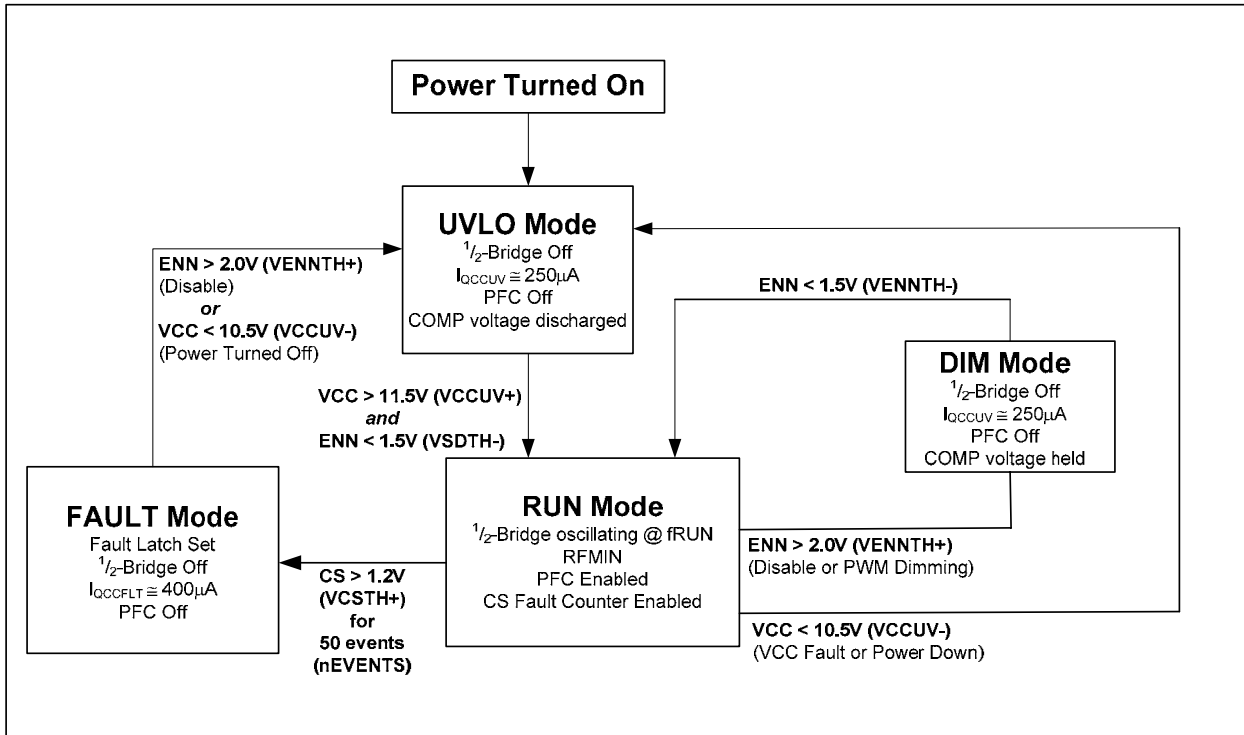 Power Turned On
UVLO Mode
1/2-Bridge Off
IQCCUV ≅ 250µA
PFC Off
COMP voltage discharged
ENN > 2.0V (VENNTH+)
(Disable)
or
VCC < 10.5V (VCCUV-)
(Power Turned Off)
ENN < 1.5V (VENNTH-)
DIM Mode
1/2-Bridge Off
IQCCUV ≅ 250µA
PFC Off
COMP voltage held
VCC > 11.5V (VCCUV+)
and
ENN < 1.5V (VSDTH-)
FAULT Mode
Fault Latch Set
1/2-Bridge Off
IQCCFLT ≅ 400µA
PFC Off
CS > 1.2V
(VCSTH+)
for
50 events
(nEVENTS)
RUN Mode
1/2-Bridge oscillating @ fRUN
RFMIN
PFC Enabled
CS Fault Counter Enabled
ENN > 2.0V (VENNTH+)
(Disable or PWM Dimming)
VCC < 10.5V (VCCUV-)
(VCC Fault or Power Down)